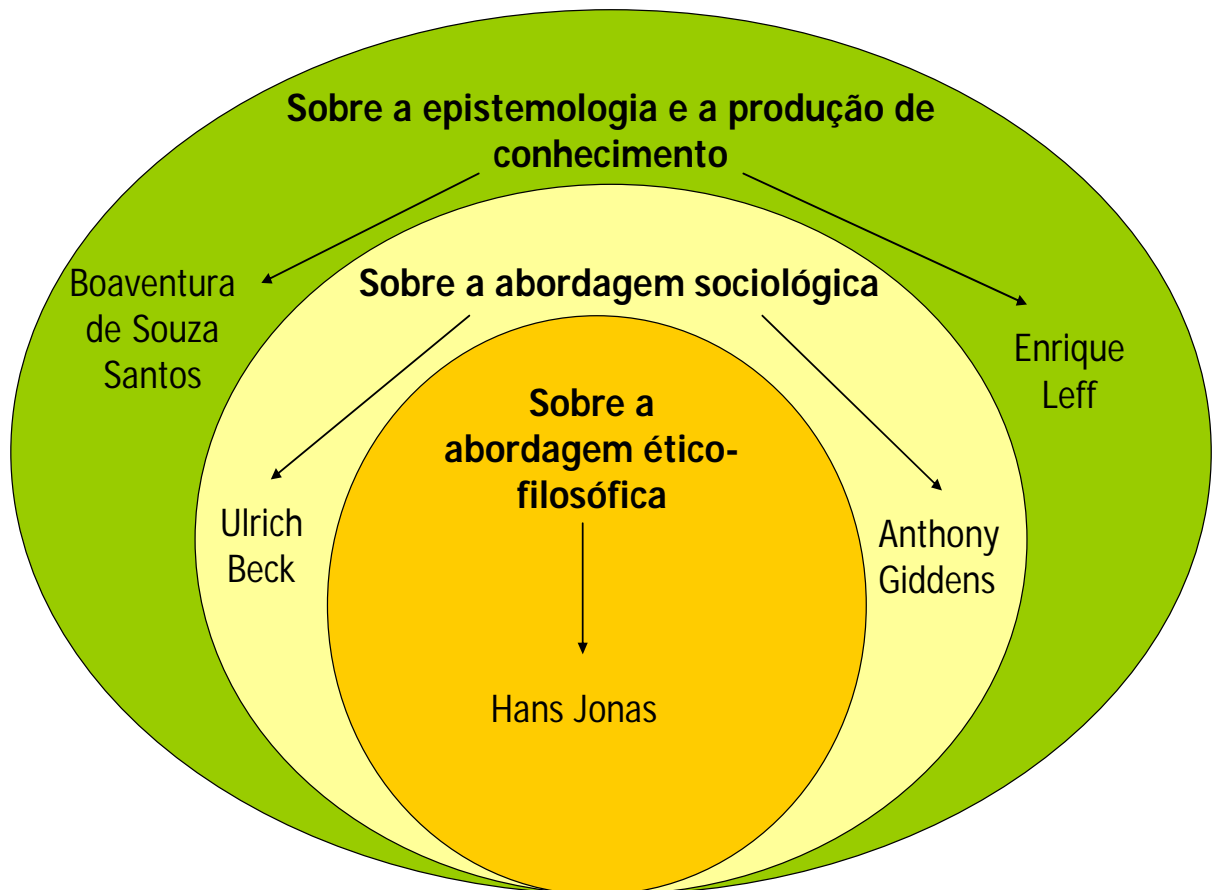 Sobre a epistemologia e a produção de
conhecimento
Boaventura
de Souza
Santos
Enrique
Leff
Sobre a abordagem sociológica
Ulrich
Beck
Anthony
Giddens
Sobre a
abordagem ético-
filosófica
Hans Jonas